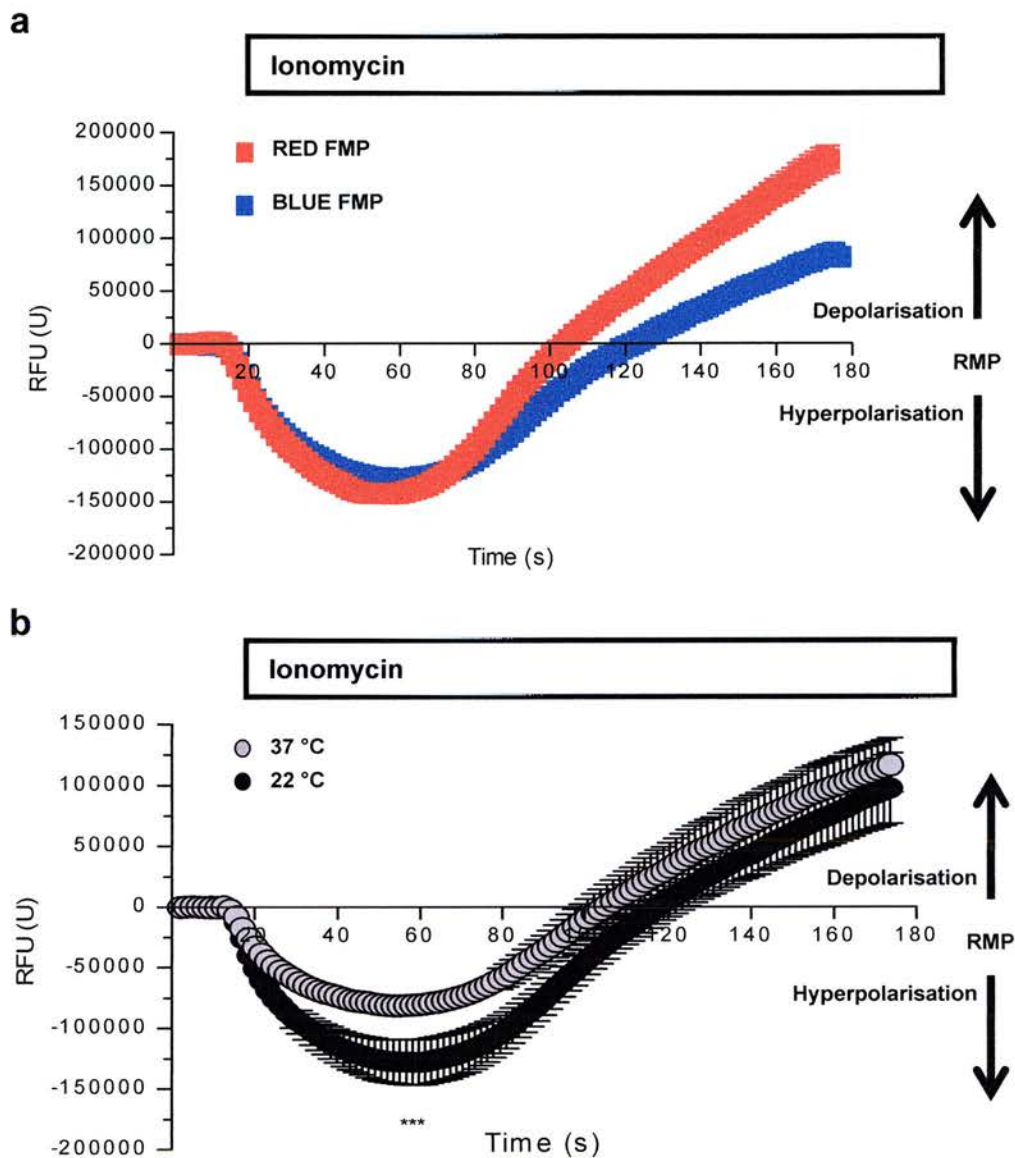 a
Ionomycin
200000
150000
100000
50000
0
-50000
-100000
-150000
-200000
RFU (U)
RED FMP
BLUE FMP
20 40 60 80 100 120 140 160 180
Time (s)
Depolarisation
RMP
Hyperpolarisation
b
Ionomycin
150000
100000
50000
0
-50000
-100000
-150000
-200000
RFU (U)
37 °C
22 °C
20 40 60 80 100 120 140 160 180
***
Time (s)
Depolarisation
RMP
Hyperpolarisation